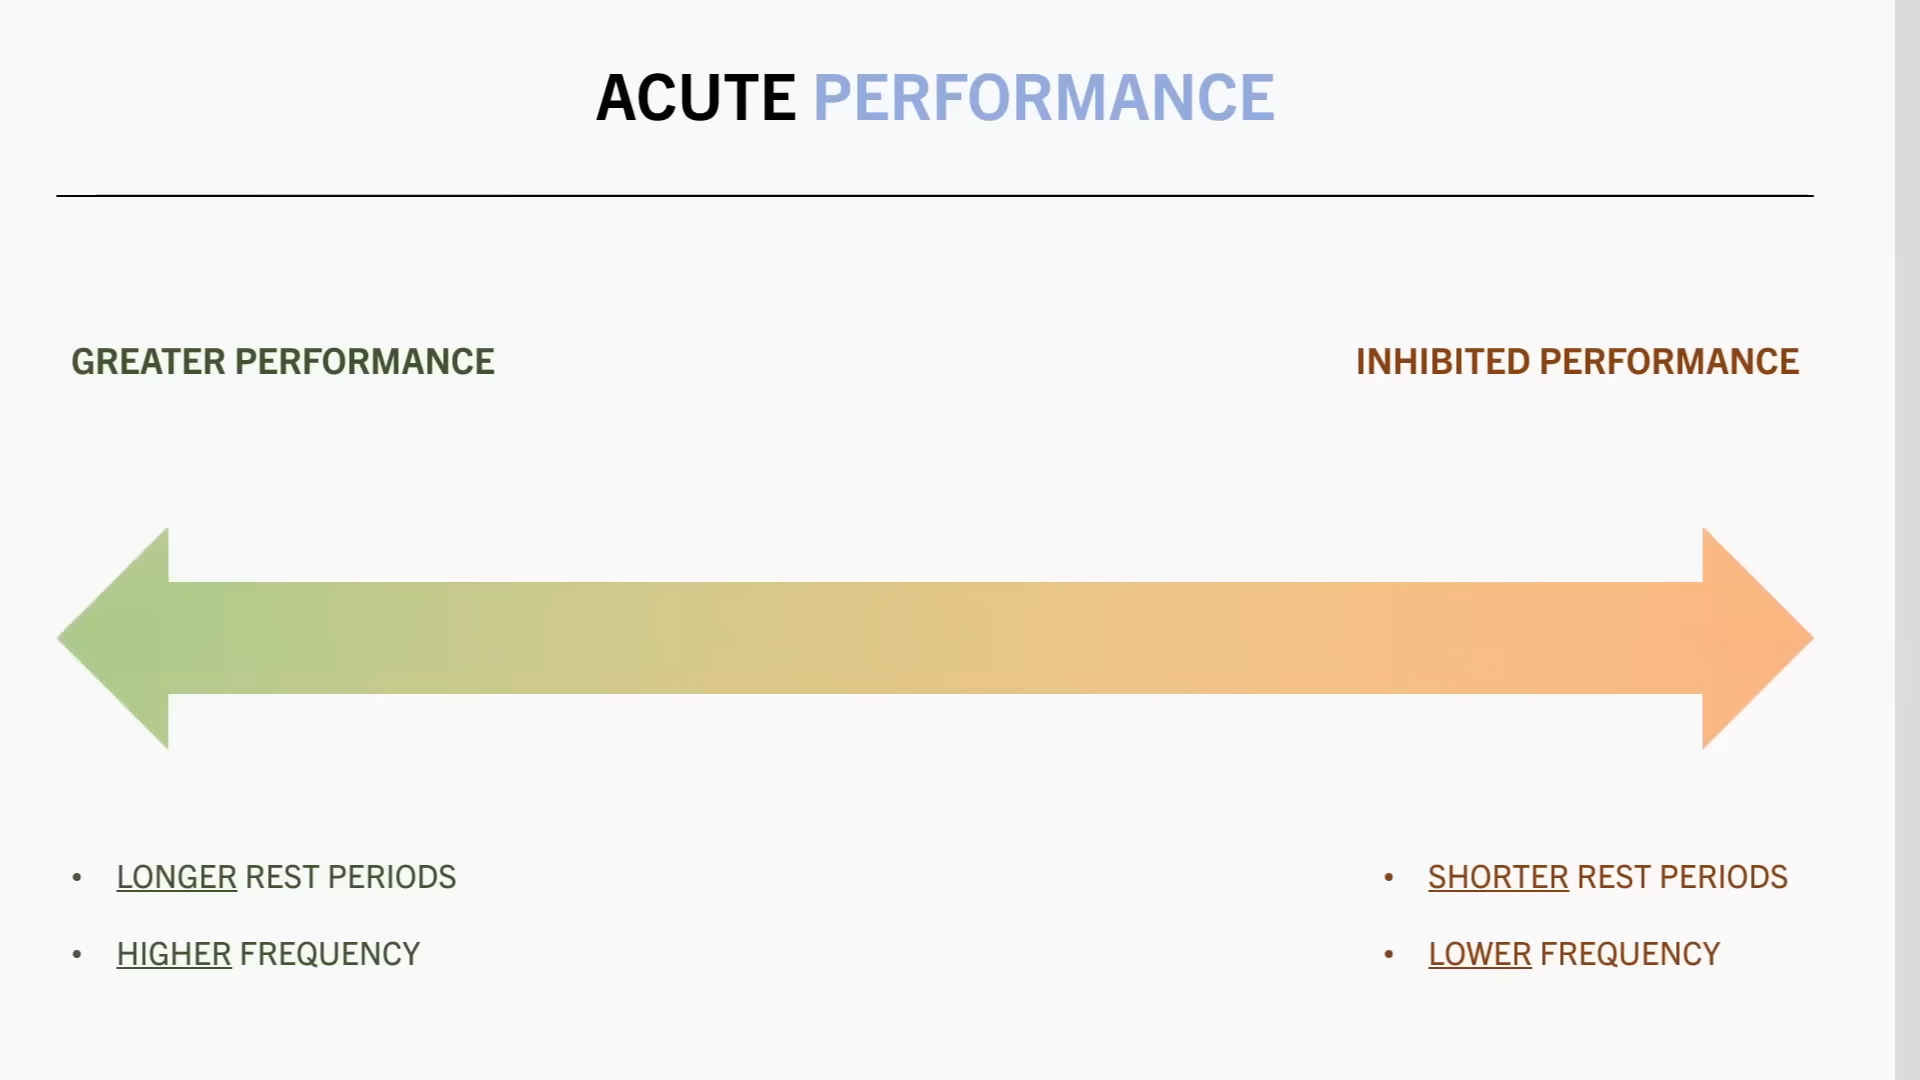 ACUTE PERFORMANCE
GREATER PERFORMANCE
INHIBITED PERFORMANCE
• LONGER REST PERIODS
• HIGHER FREQUENCY
• SHORTER REST PERIODS
• LOWER FREQUENCY